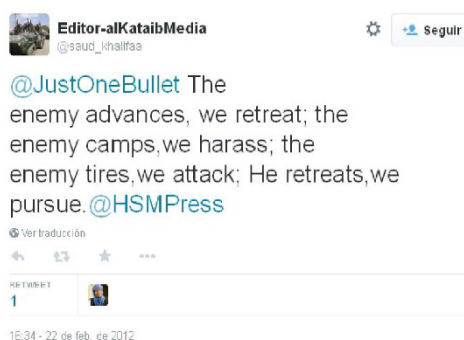 Editor-alKataibMedia
@saud_khalifaa
Seguir
@JustOneBullet The
enemy advances, we retreat; the
enemy camps,we harass; the
enemy tires,we attack; He retreats,we
pursue.@HSMPress
Ver traducción
RETWEET
1
16:34 - 22 de feb. de 2012